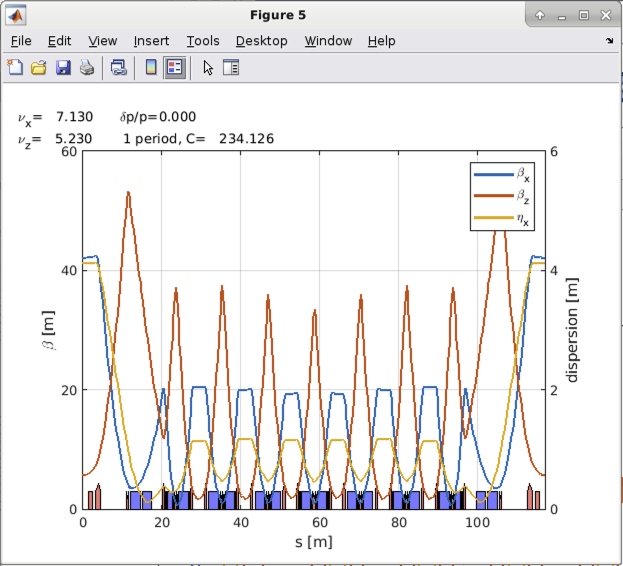 Figure 5
File Edit View Insert Tools Desktop Window Help
νx= 7.130 δp/p=0.000
νz= 5.230 1 period, C= 234.126
60
40
20
0
β [m]
6
4
2
0
dispersion [m]
βx
βz
ηx
0 20 40 60 80 100
s [m]